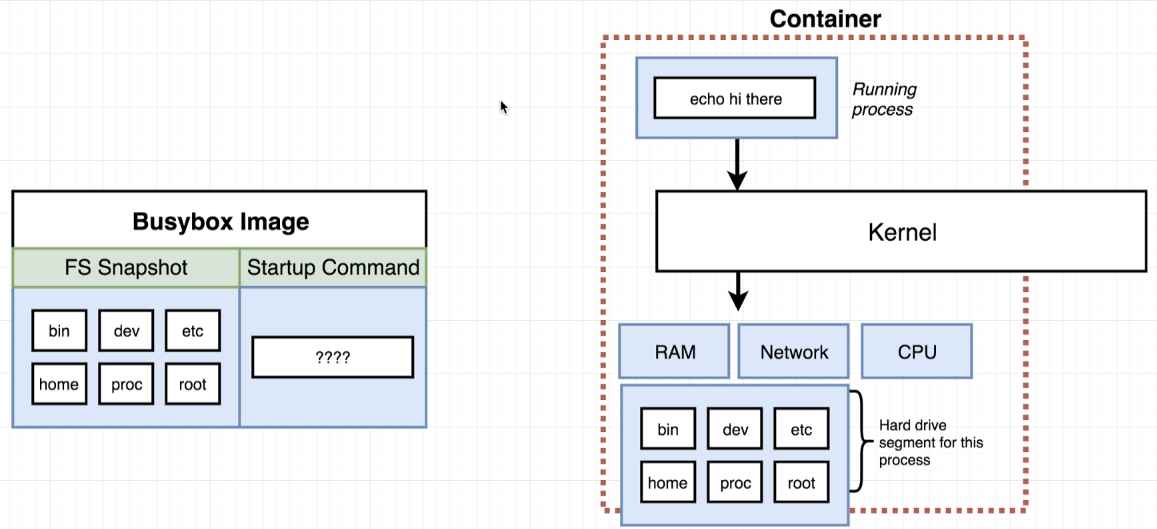 Container
echo hi there
Running
process
Busybox Image
Kernel
FS Snapshot
Startup Command
bin
dev
etc
????
home
proc
root
RAM
Network
CPU
bin
dev
etc
home
proc
root
Hard drive
segment for this
process